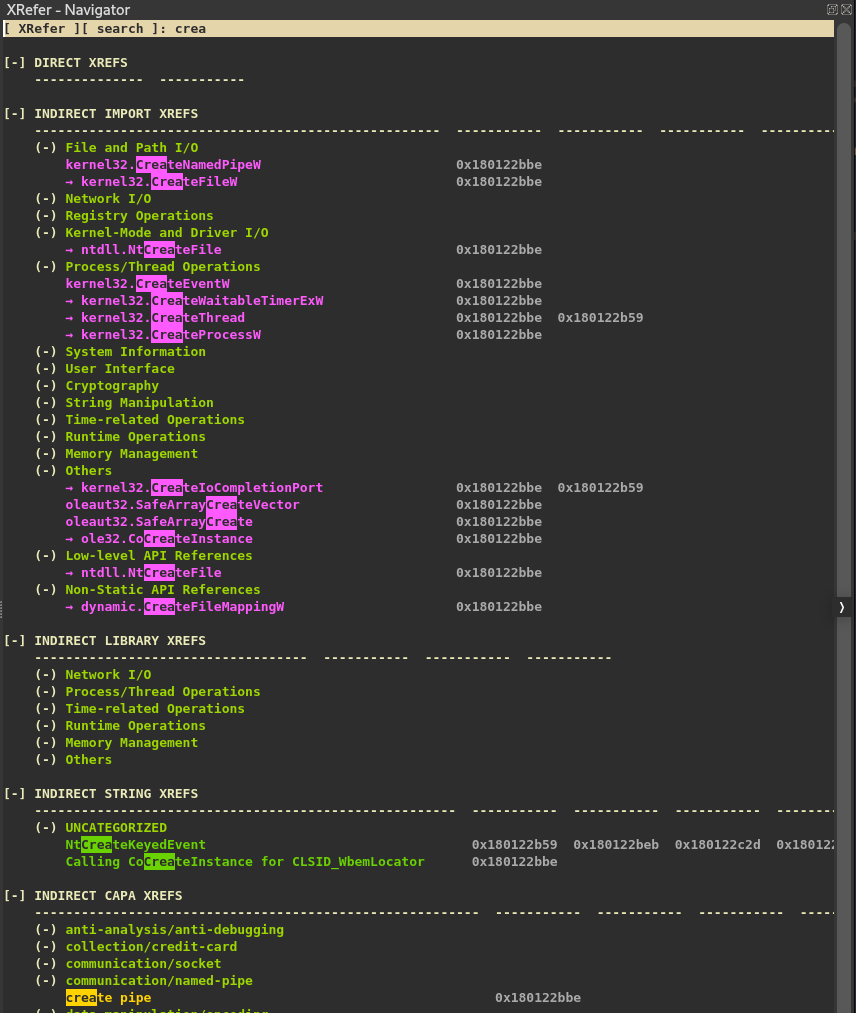 XRefer - Navigator
[ XRefer ][ search ]: crea
[-] DIRECT XREFS
-------------- -----------
[-] INDIRECT IMPORT XREFS
---------------------------------------------------- ----------- ----------- ----------- ----------
(-) File and Path I/O
kernel32.CreateNamedPipeW 0x180122bbe
→ kernel32.CreateFileW 0x180122bbe
(-) Network I/O
(-) Registry Operations
(-) Kernel-Mode and Driver I/O
→ ntdll.NtCreateFile 0x180122bbe
(-) Process/Thread Operations
kernel32.CreateEventW 0x180122bbe
→ kernel32.CreateWaitableTimerExW 0x180122bbe
→ kernel32.CreateThread 0x180122bbe 0x180122b59
→ kernel32.CreateProcessW 0x180122bbe
(-) System Information
(-) User Interface
(-) Cryptography
(-) String Manipulation
(-) Time-related Operations
(-) Runtime Operations
(-) Memory Management
(-) Others
→ kernel32.CreateIoCompletionPort 0x180122bbe 0x180122b59
oleaut32.SafeArrayCreateVector 0x180122bbe
oleaut32.SafeArrayCreate 0x180122bbe
→ ole32.CoCreateInstance 0x180122bbe
(-) Low-level API References
→ ntdll.NtCreateFile 0x180122bbe
(-) Non-Static API References
→ dynamic.CreateFileMappingW 0x180122bbe
[-] INDIRECT LIBRARY XREFS
----------------------------------- ----------- ----------- -----------
(-) Network I/O
(-) Process/Thread Operations
(-) Time-related Operations
(-) Runtime Operations
(-) Memory Management
(-) Others
[-] INDIRECT STRING XREFS
------------------------------------------------------ ----------- ----------- ----------- --------
(-) UNCATEGORIZED
NtCreateKeyedEvent 0x180122b59 0x180122beb 0x180122c2d 0x18012
Calling CoCreateInstance for CLSID_WbemLocator 0x180122bbe
[-] INDIRECT CAPA XREFS
--------------------------------------------------------- ----------- ----------- ----------- -----
(-) anti-analysis/anti-debugging
(-) collection/credit-card
(-) communication/socket
(-) communication/named-pipe
create pipe 0x180122bbe